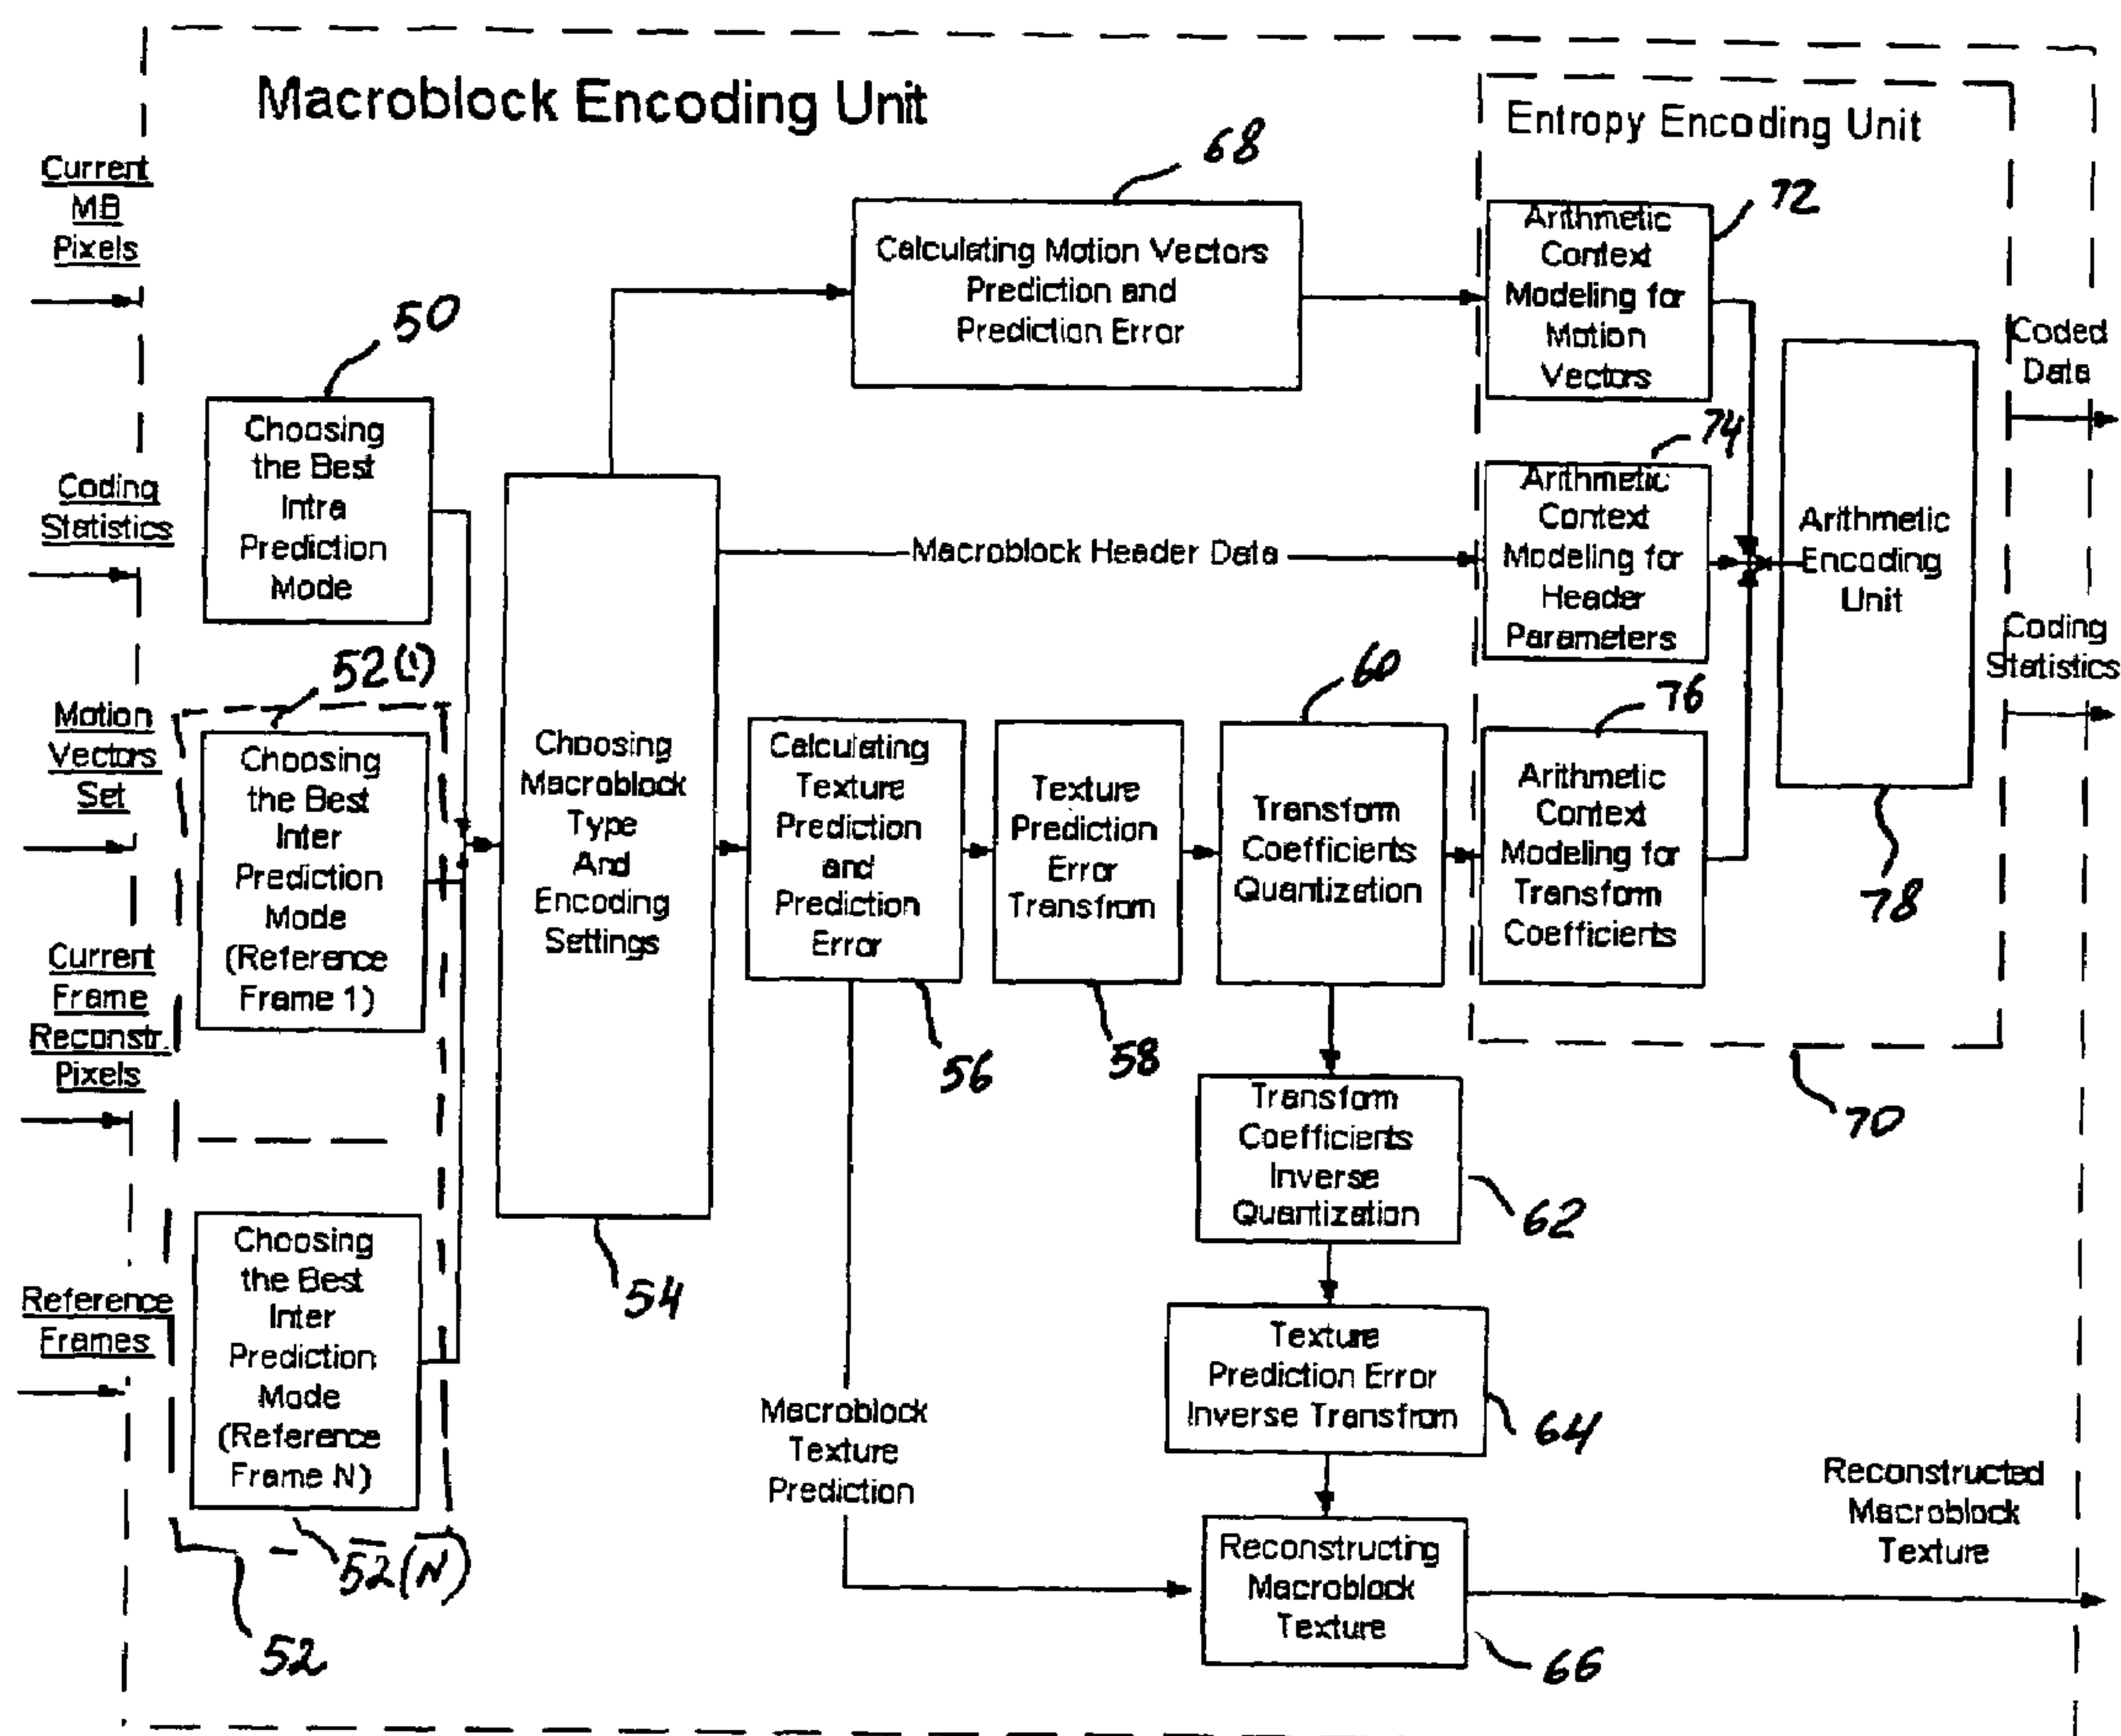 Macroblock Encoding Unit
Entropy Encoding Unit
Current
MB
Pixels
Coding
Statistics
Motion
Vectors
Set
Current
Frame
Reconstr.
Pixels
Reference
Frames
50
Choosing
the Best
Intra
Prediction
Mode
52(1)
Choosing
the Best
Inter
Prediction
Mode
(Reference
Frame 1)
Choosing
the Best
Inter
Prediction
Mode
(Reference
Frame N)
52(N)
52
Choosing
Macroblock
Type
And
Encoding
Settings
54
68
Calculating Motion Vectors
Prediction and
Prediction Error
Macroblock Header Data
Calculating
Texture
Prediction
and
Prediction
Error
56
Texture
Prediction
Error
Transfrom
58
60
Transform
Coefficients
Quantization
72
Arithmetic
Context
Modeling for
Motion
Vectors
74
Arithmetic
Context
Modeling for
Header
Parameters
76
Arithmetic
Context
Modeling for
Transform
Coefficients
Arithmetic
Encoding
Unit
78
70
Coded
Data
Coding
Statistics
Transform
Coefficients
Inverse
Quantization
62
Texture
Prediction Error
Inverse Transfrom
64
Macroblock
Texture
Prediction
Reconstructing
Macroblock
Texture
66
Reconstructed
Macroblock
Texture